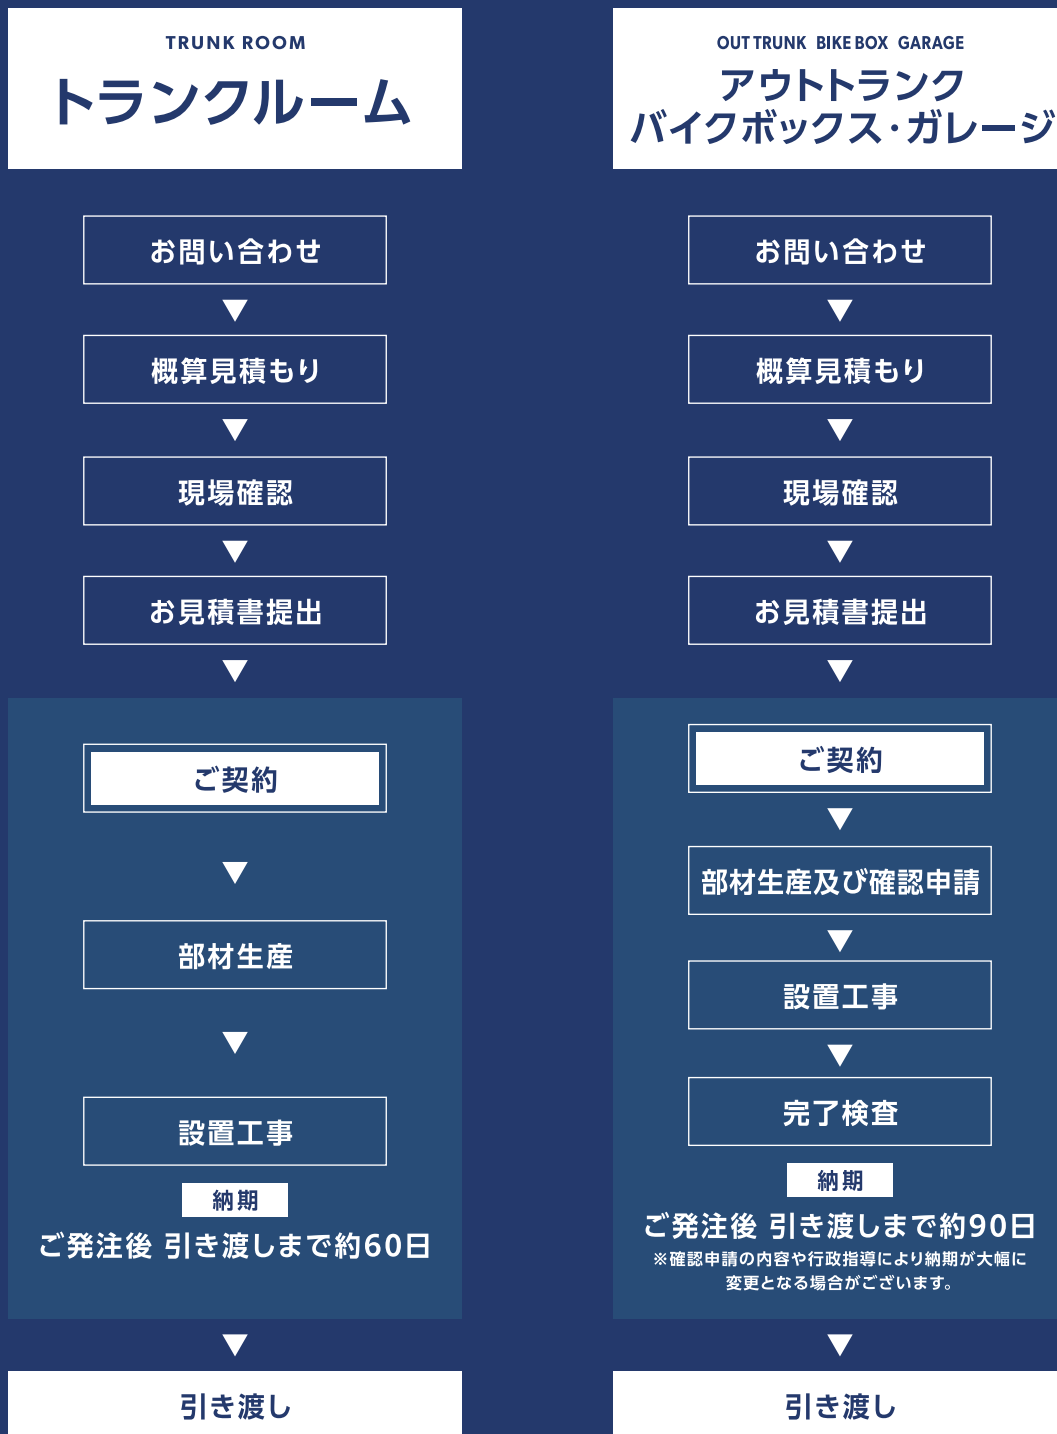 TRUNK ROOM
トランクルーム
お問い合わせ
概算見積もり
現場確認
お見積書提出
ご契約
部材生産
設置工事
納期
ご発注後 引き渡しまで約60日
引き渡し
OUT TRUNK BIKE BOX GARAGE
アウトトランク
バイクボックス・ガレージ
お問い合わせ
概算見積もり
現場確認
お見積書提出
ご契約
部材生産及び確認申請
設置工事
完了検査
納期
ご発注後 引き渡しまで約90日
※確認申請の内容や行政指導により納期が大幅に
変更となる場合がございます。
引き渡し